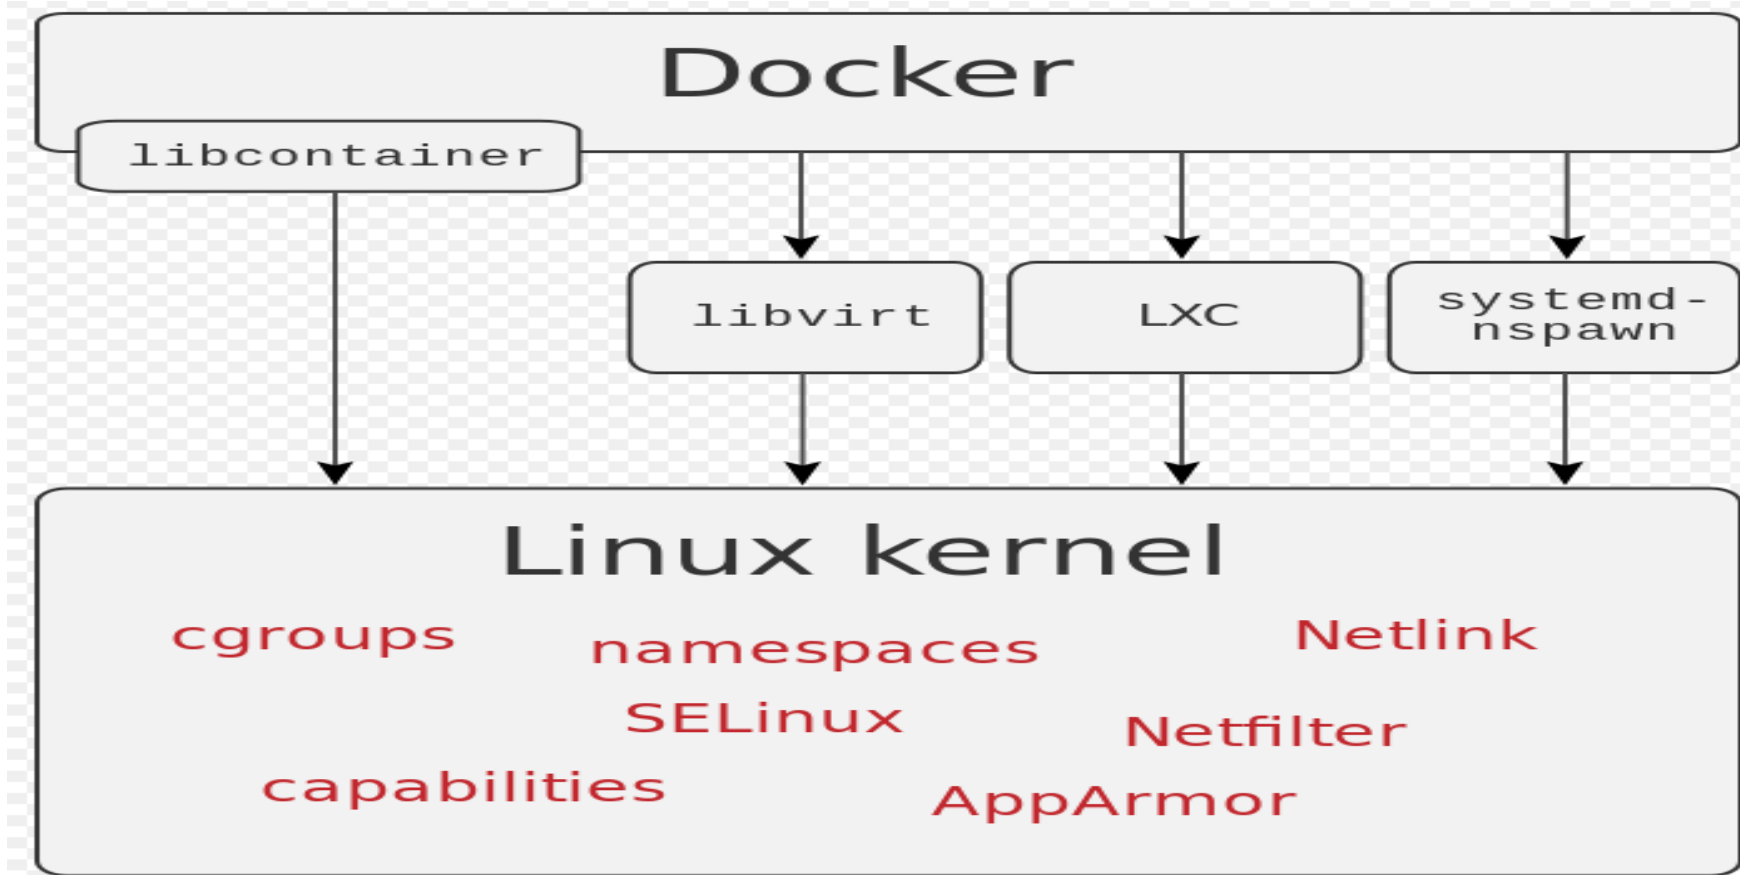 Docker
libcontainer
libvirt
LXC
systemd-
nspawn
Linux kernel
cgroups
namespaces
Netlink
SELinux
Netfilter
capabilities
AppArmor